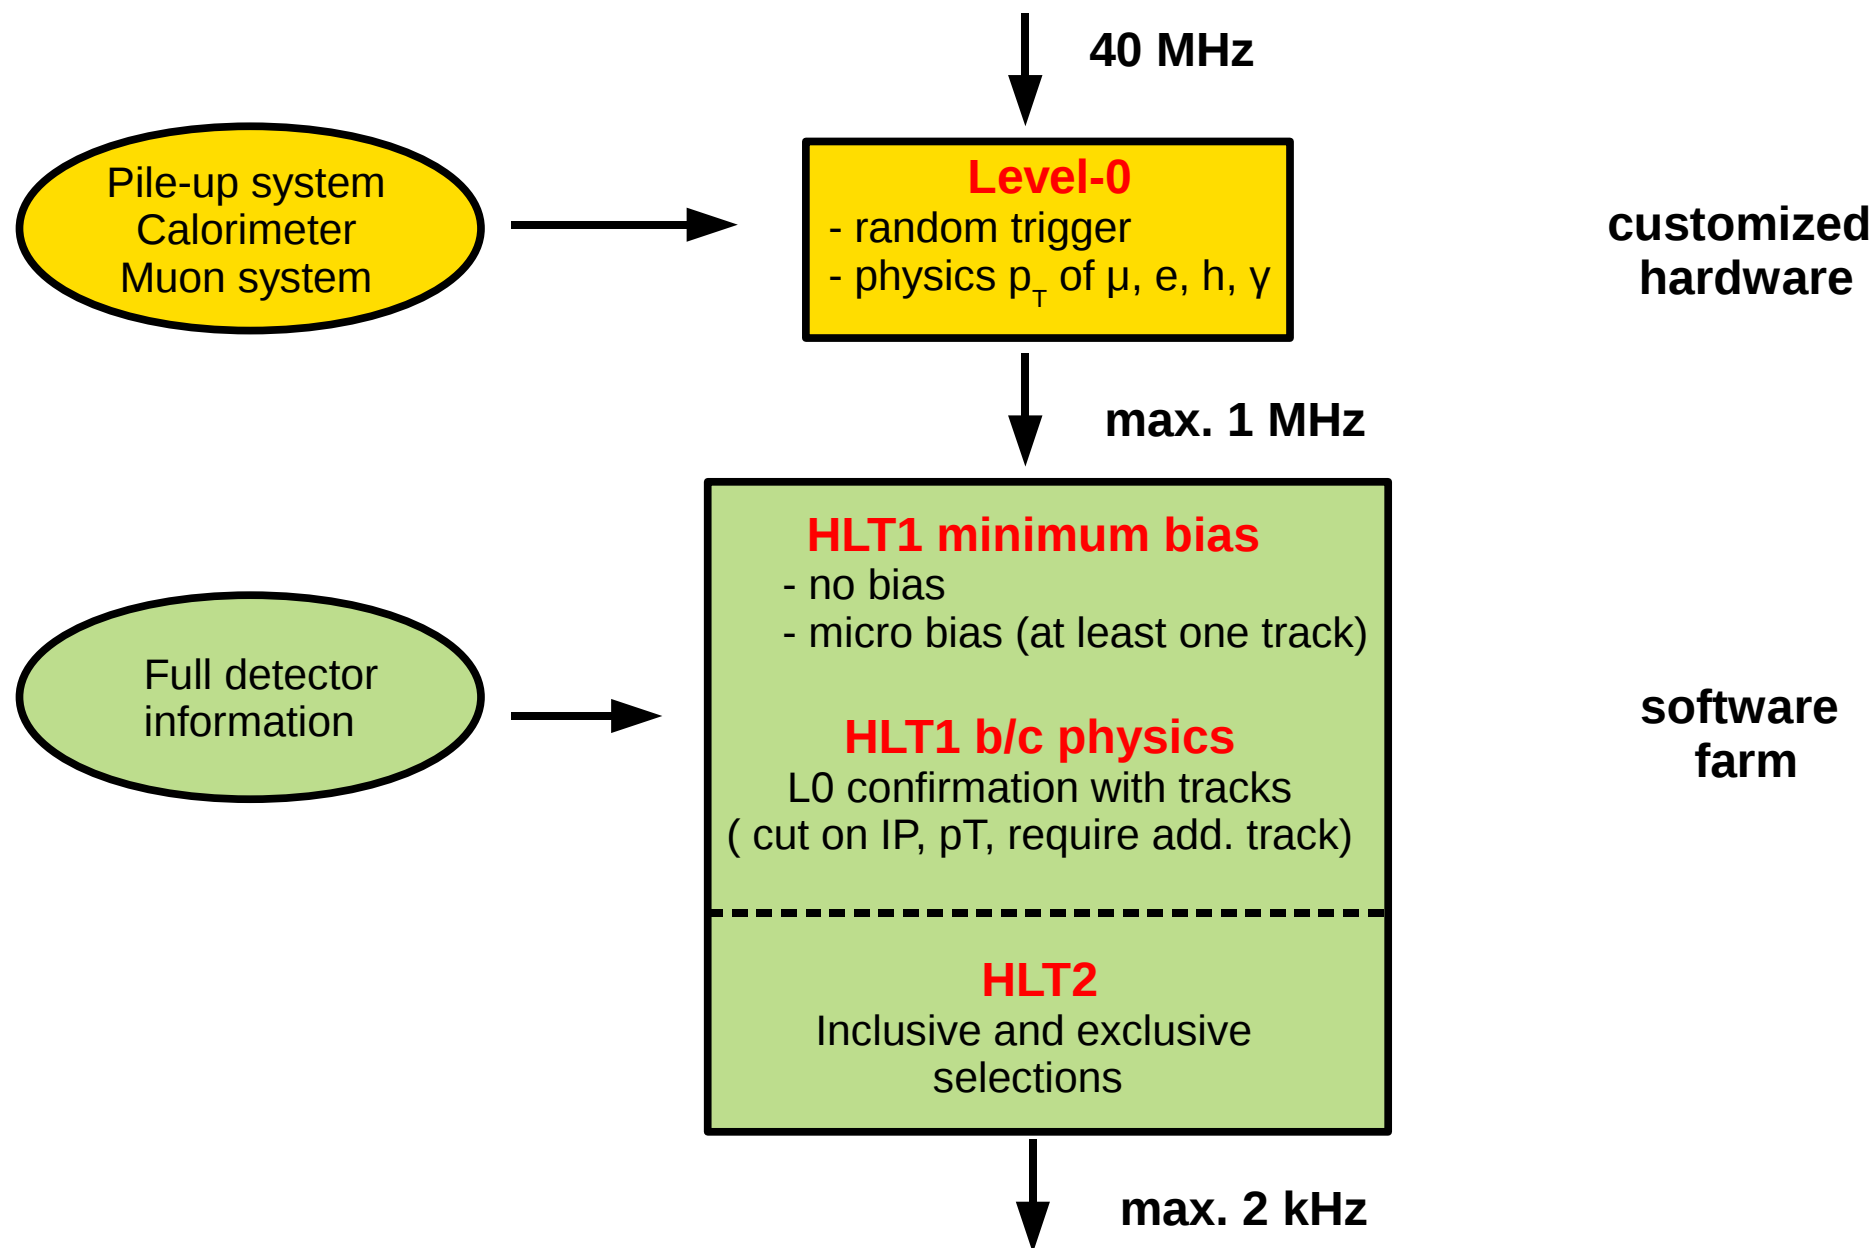 40 MHz
Pile-up system
Calorimeter
Muon system
Level-0
- random trigger
- physics pT of μ, e, h, γ
customized
hardware
max. 1 MHz
HLT1 minimum bias
- no bias
- micro bias (at least one track)
Full detector
information
HLT1 b/c physics
L0 confirmation with tracks
( cut on IP, pT, require add. track)
software
farm
HLT2
Inclusive and exclusive
selections
max. 2 kHz